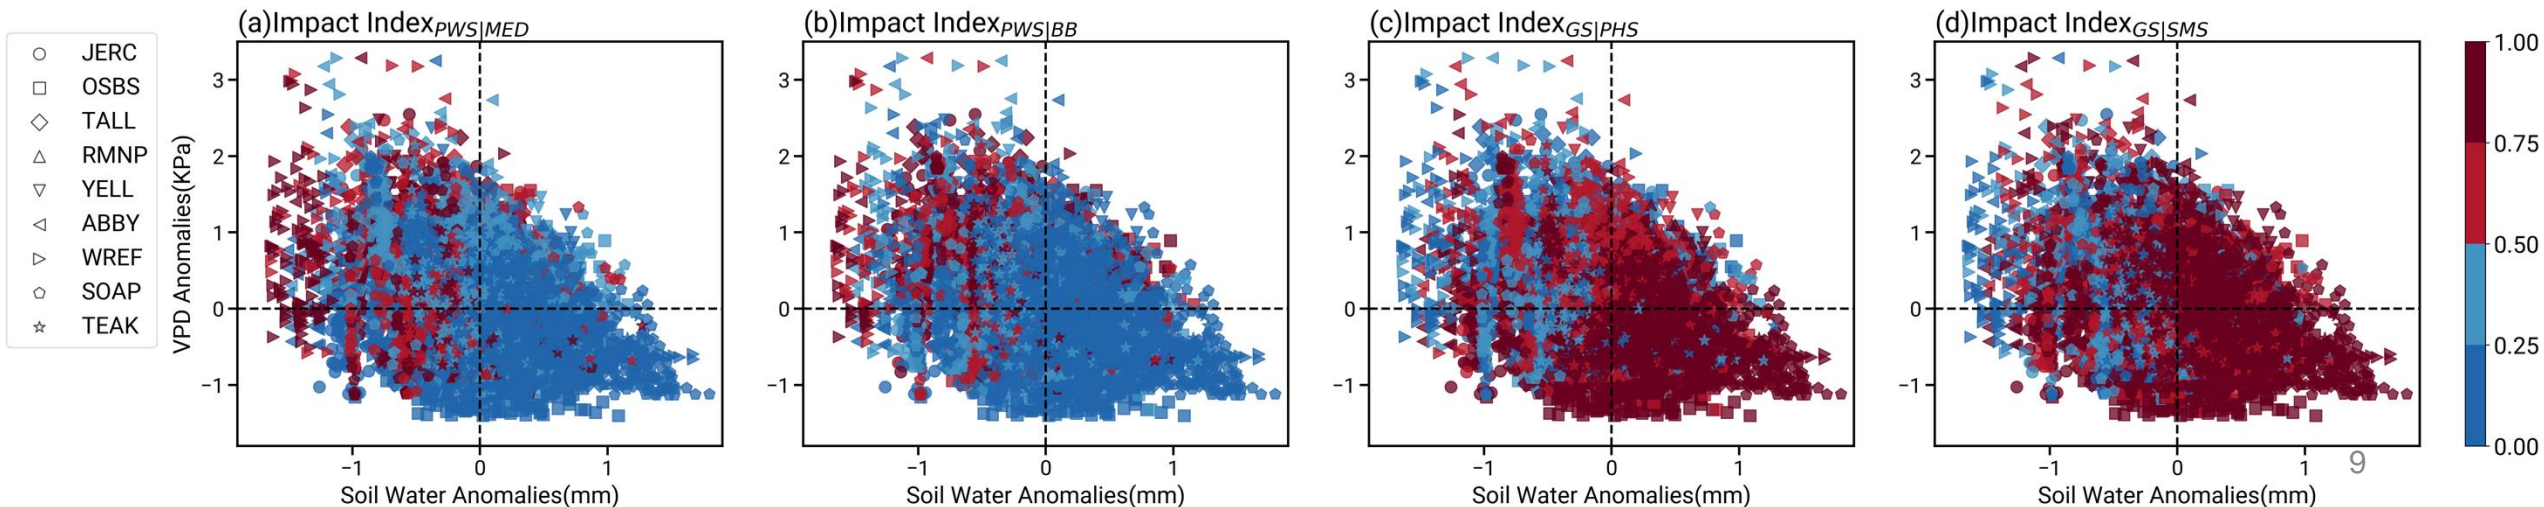 (a)Impact Index_PWS|MED
(b)Impact Index_PWS|BB
(c)Impact Index_GS|PHS
(d)Impact Index_GS|SMS
JERC
OSBS
TALL
RMNP
YELL
ABBY
WREF
SOAP
TEAK
VPD Anomalies(KPa)
3
2
1
0
−1
−1 0 1
Soil Water Anomalies(mm)
3
2
1
0
−1
−1 0 1
Soil Water Anomalies(mm)
3
2
1
0
−1
−1 0 1
Soil Water Anomalies(mm)
3
2
1
0
−1
−1 0 1
Soil Water Anomalies(mm)
9
1.00
0.75
0.50
0.25
0.00